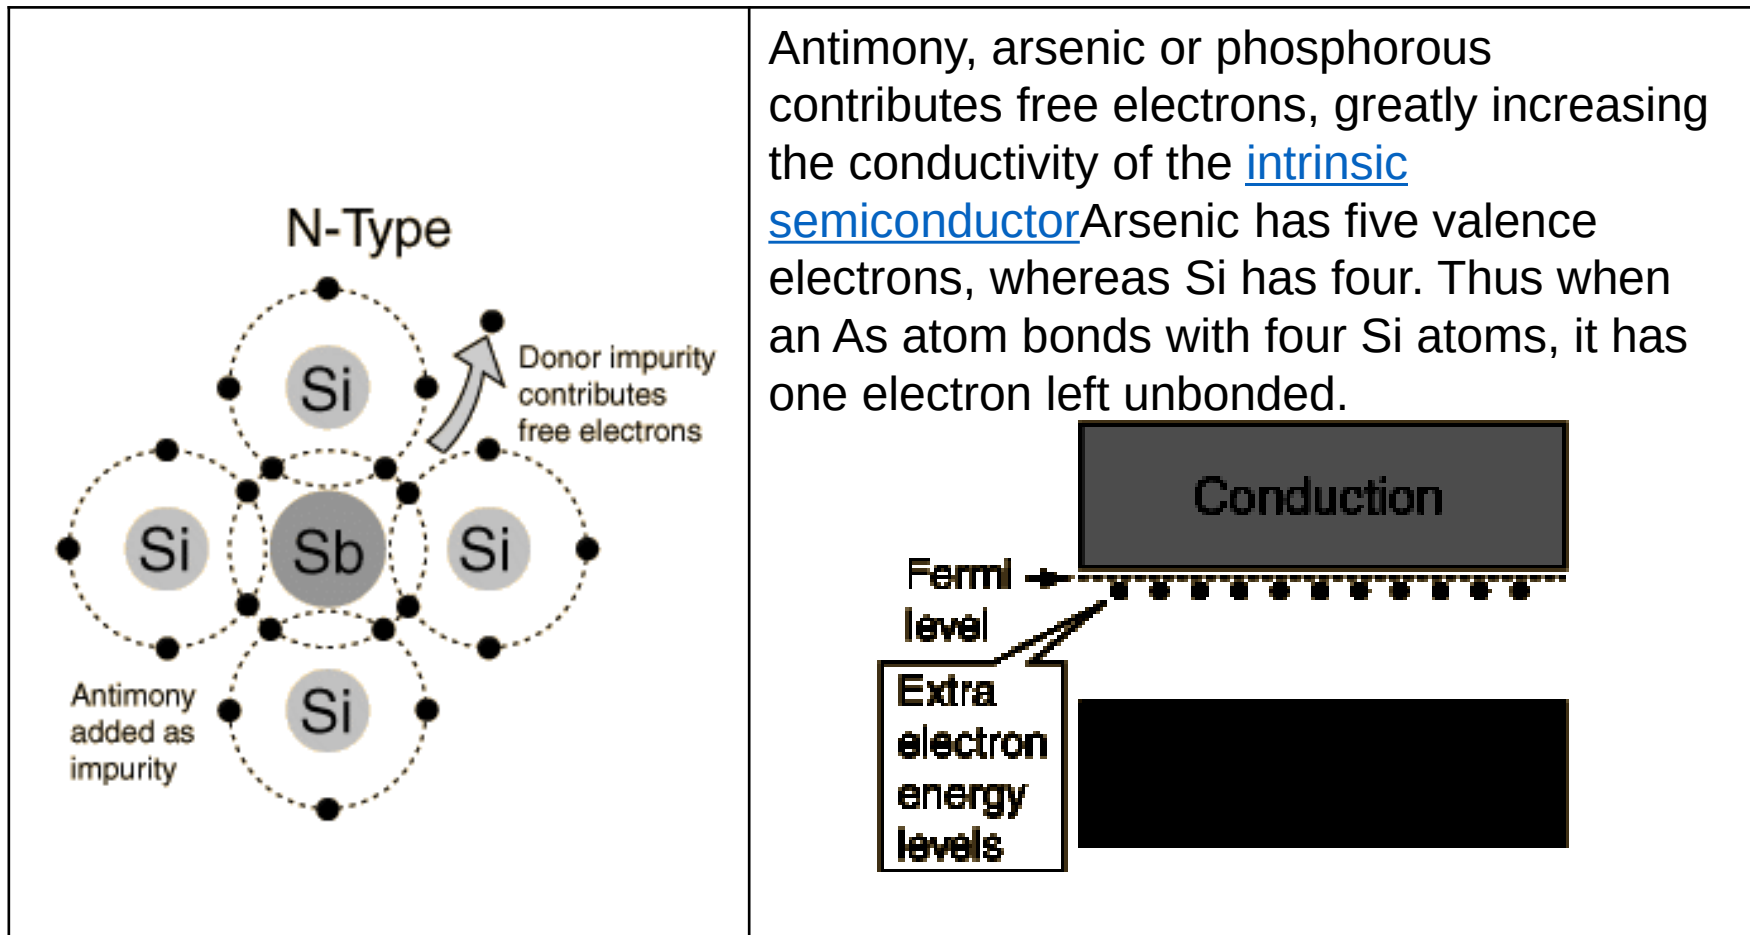 N-Type
Si
Donor impurity
contributes
free electrons
Si
Sb
Si
Antimony
added as
impurity
Si
Antimony, arsenic or phosphorous
contributes free electrons, greatly increasing
the conductivity of the intrinsic
semiconductorArsenic has five valence
electrons, whereas Si has four. Thus when
an As atom bonds with four Si atoms, it has
one electron left unbonded.
Conduction
Fermi
level
Extra
electron
energy
levels